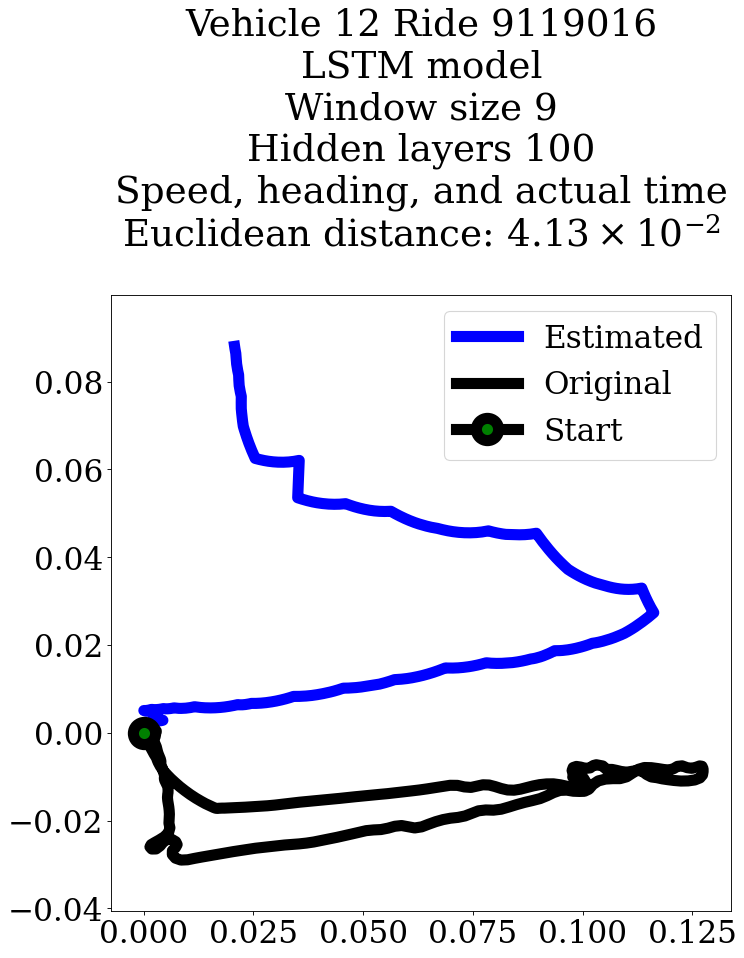 Vehicle 12 Ride 9119016
LSTM model
Window size 9
Hidden layers 100
Speed, heading, and actual time
Euclidean distance: 4.13 × 10⁻²
Estimated
Original
Start
0.08
0.06
0.04
0.02
0.00
−0.02
−0.04
0.000 0.025 0.050 0.075 0.100 0.125